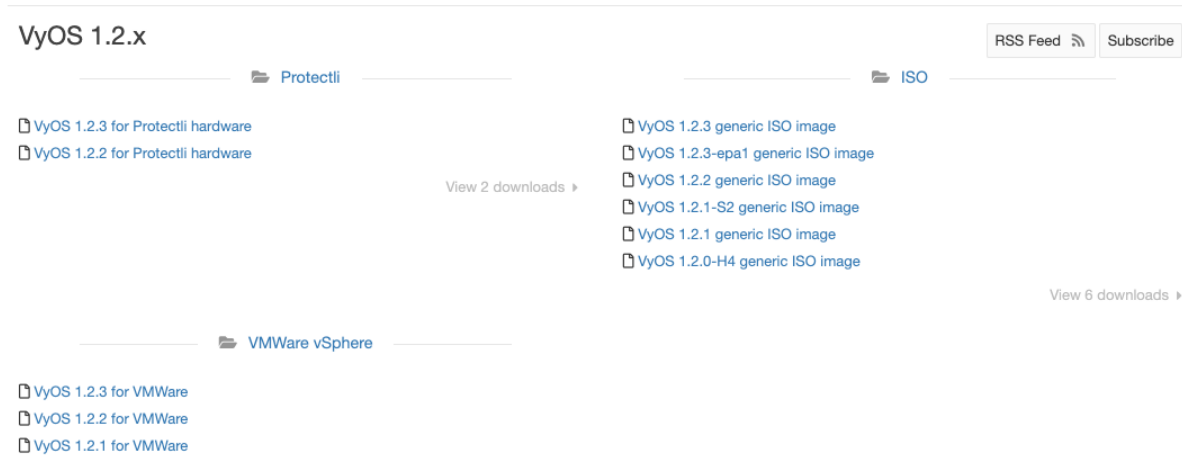 VyOS 1.2.x
RSS Feed
Subscribe
Protectli
VyOS 1.2.3 for Protectli hardware
VyOS 1.2.2 for Protectli hardware
View 2 downloads
ISO
VyOS 1.2.3 generic ISO image
VyOS 1.2.3-epa1 generic ISO image
VyOS 1.2.2 generic ISO image
VyOS 1.2.1-S2 generic ISO image
VyOS 1.2.1 generic ISO image
VyOS 1.2.0-H4 generic ISO image
View 6 downloads
VMWare vSphere
VyOS 1.2.3 for VMWare
VyOS 1.2.2 for VMWare
VyOS 1.2.1 for VMWare